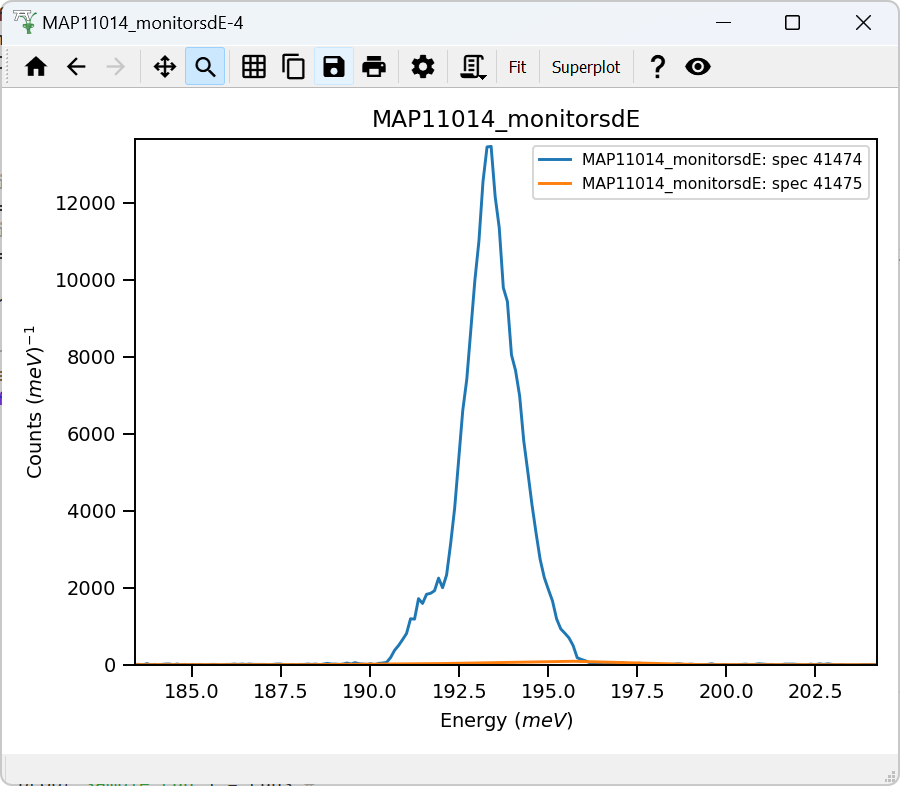 MAP11014_monitorsdE-4
Fit Superplot ?
MAP11014_monitorsdE
MAP11014_monitorsdE: spec 41474
MAP11014_monitorsdE: spec 41475
Counts (meV)⁻¹
12000
10000
8000
6000
4000
2000
0
185.0 187.5 190.0 192.5 195.0 197.5 200.0 202.5
Energy (meV)